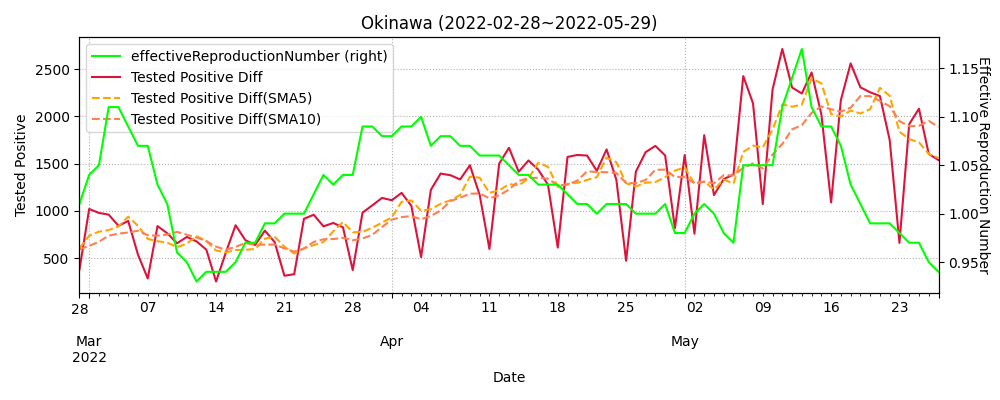 Okinawa (2022-02-28~2022-05-29)
effectiveReproductionNumber (right)
Tested Positive Diff
Tested Positive Diff(SMA5)
Tested Positive Diff(SMA10)
Tested Positive
2500
2000
1500
1000
500
1.15
1.10
1.05
1.00
0.95
Effective Reproduction Number
28 07 14 21 28 04 11 18 25 02 09 16 23
Mar Apr May
2022
Date